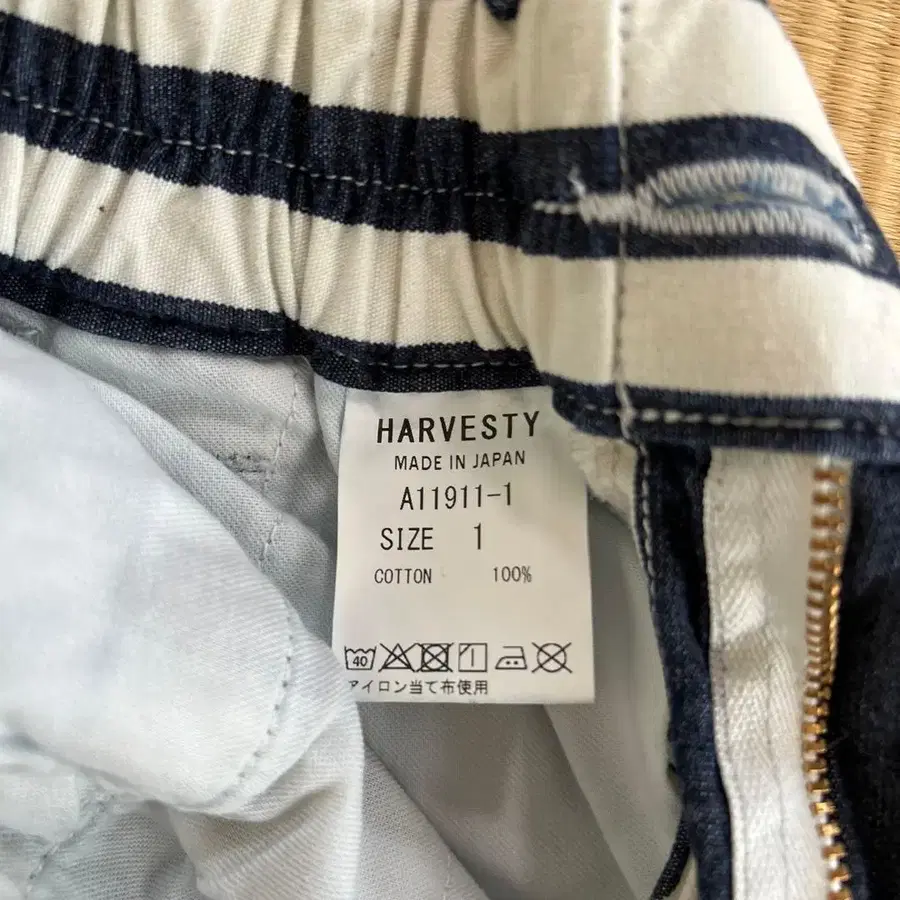 HARVESTY
MADE IN JAPAN
A11911-1
SIZE 1
COTTON 100%
40
アイロン当て布使用